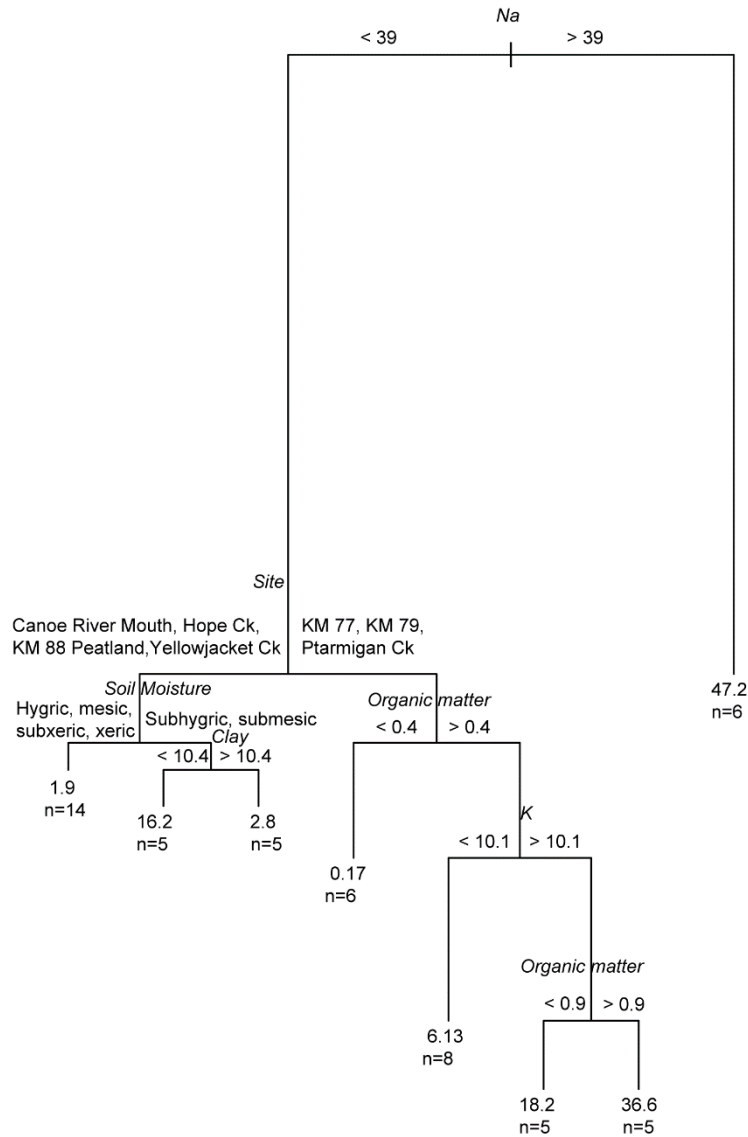 Na
< 39 > 39
Site
Canoe River Mouth, Hope Ck,
KM 88 Peatland,Yellowjacket Ck
KM 77, KM 79,
Ptarmigan Ck
47.2
n=6
Soil Moisture
Hygric, mesic,
subxeric, xeric
Subhygric, submesic
Organic matter
< 0.4 > 0.4
Clay
< 10.4 > 10.4
1.9
n=14
16.2
n=5
2.8
n=5
0.17
n=6
K
< 10.1 > 10.1
Organic matter
< 0.9 > 0.9
6.13
n=8
18.2
n=5
36.6
n=5